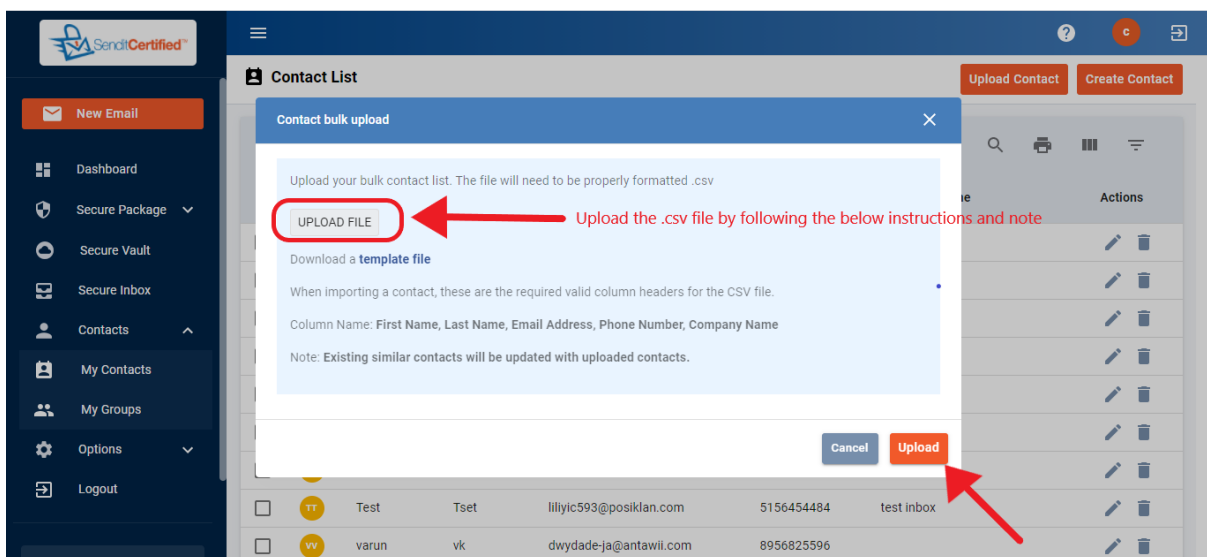 SenditCertified™
?
C
Contact List
Upload Contact
Create Contact
New Email
Contact bulk upload
Dashboard
Upload your bulk contact list. The file will need to be properly formatted .csv
Secure Package
Actions
UPLOAD FILE
Upload the .csv file by following the below instructions and note
Secure Vault
Download a template file
Secure Inbox
When importing a contact, these are the required valid column headers for the CSV file.
Contacts
Column Name: First Name, Last Name, Email Address, Phone Number, Company Name
Note: Existing similar contacts will be updated with uploaded contacts.
My Contacts
My Groups
Options
Cancel
Upload
Logout
TT Test Tset liliyic593@posiklan.com 5156454484 test inbox
VV varun vk dwydade-ja@antawii.com 8956825596